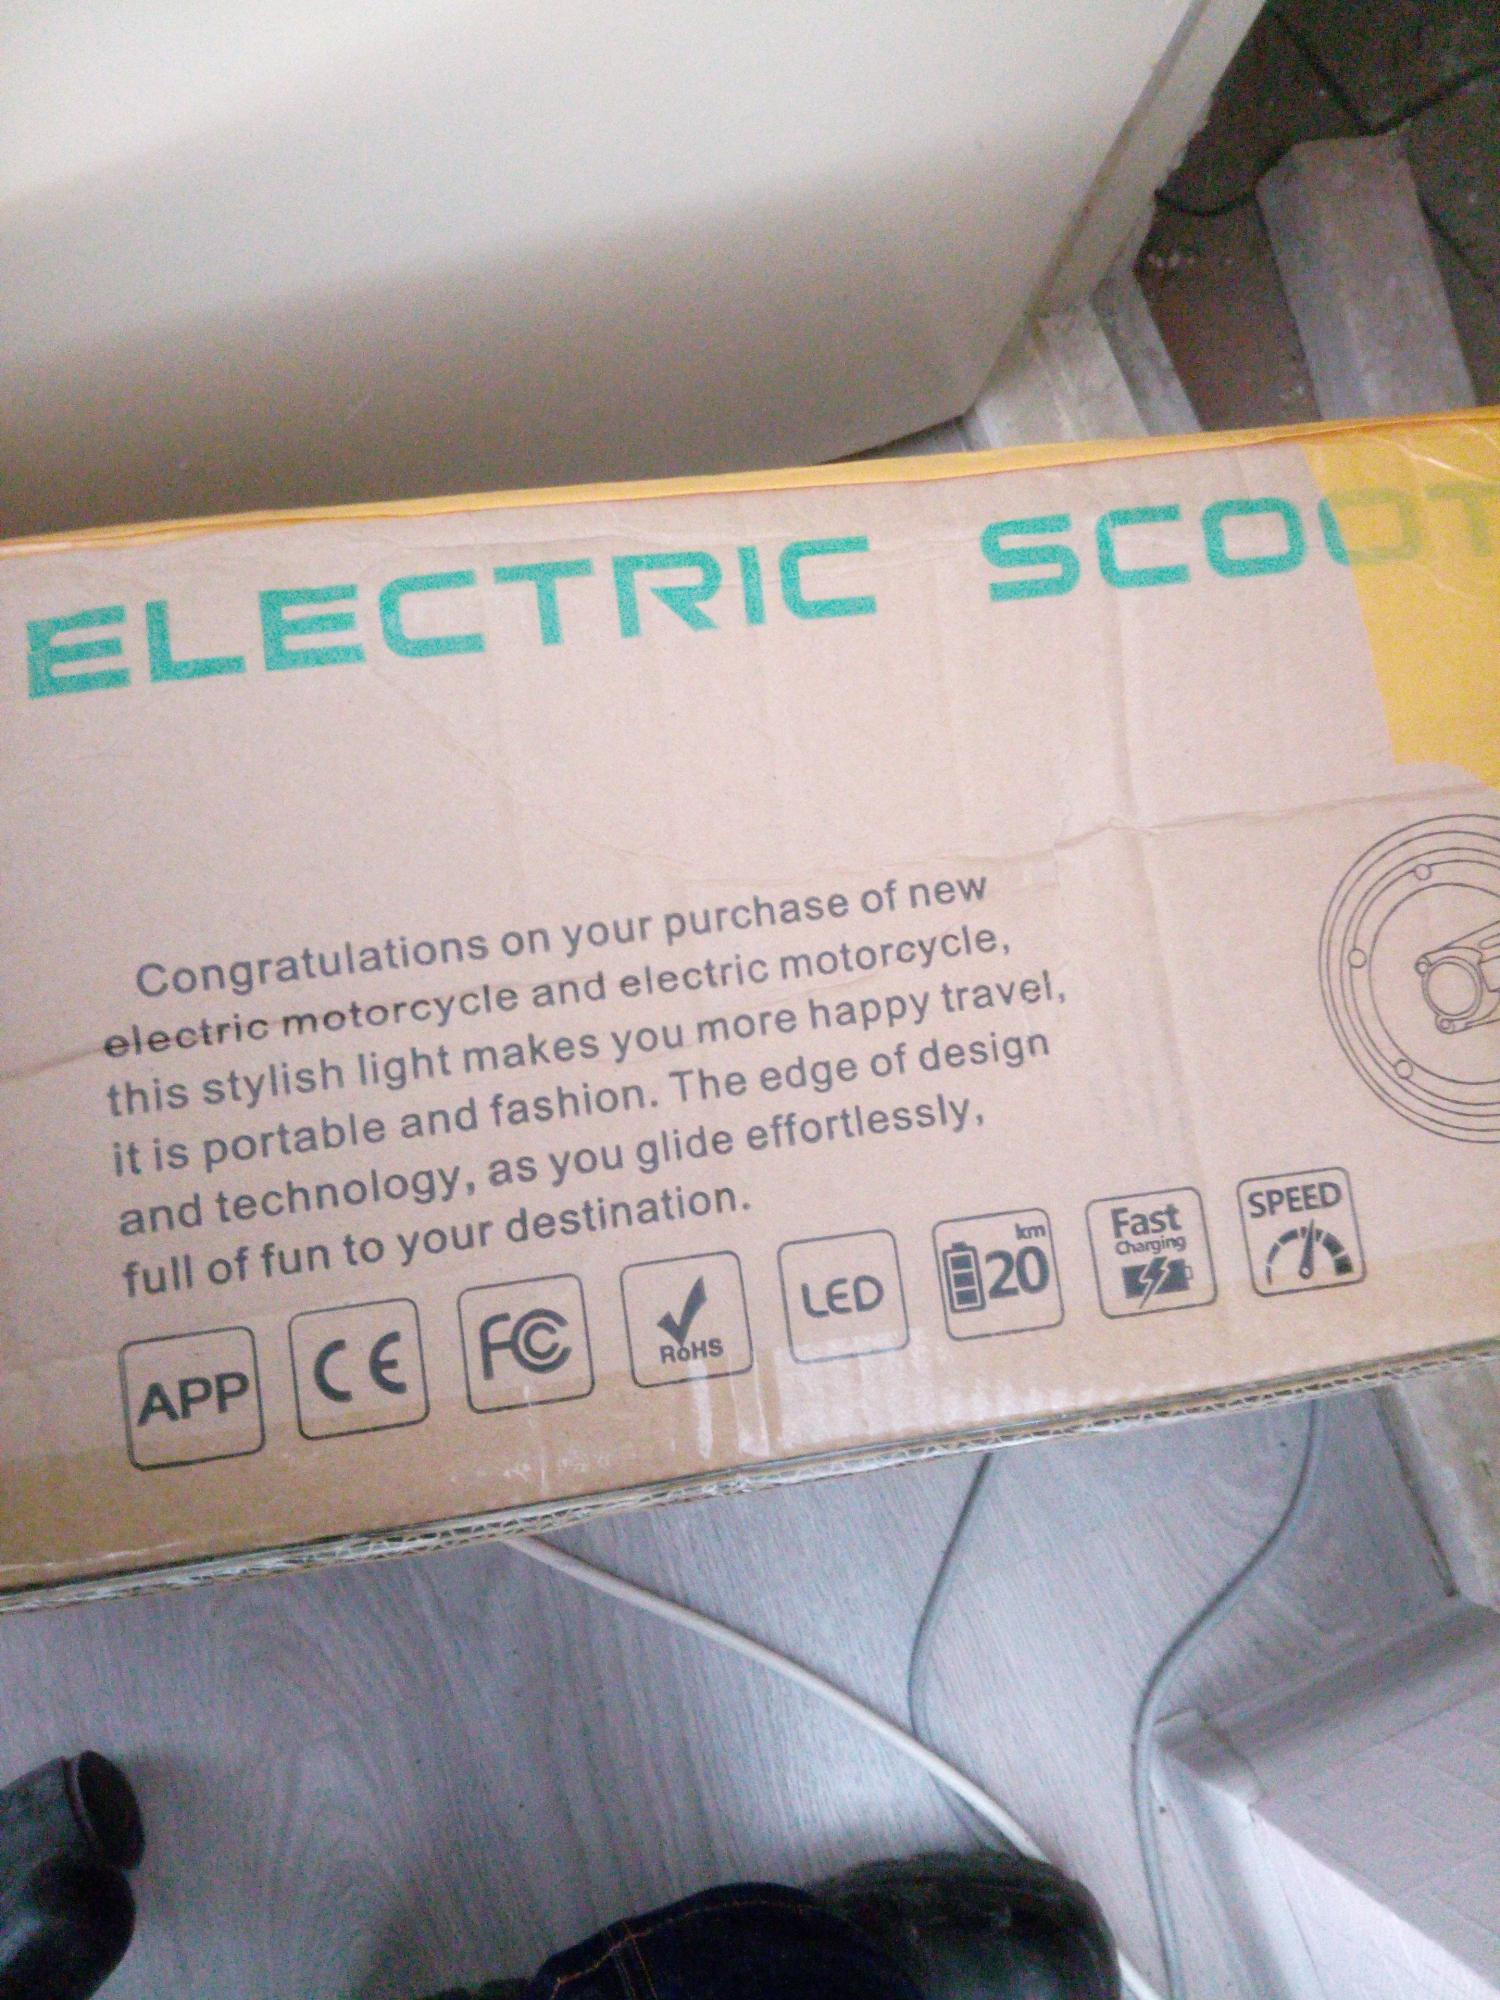 ELECTRIC SCOOT
Congratulations on your purchase of new
electric motorcycle and electric motorcycle,
this stylish light makes you more happy travel,
it is portable and fashion. The edge of design
and technology, as you glide effortlessly,
full of fun to your destination.
APP CE FC RoHS LED 20 km Fast Charging SPEED